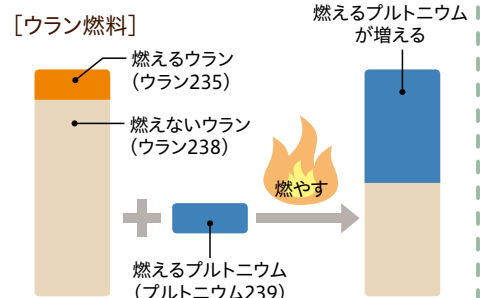 [ウラン燃料]
燃えるウラン
（ウラン235）
燃えないウラン
（ウラン238）
燃えるプルトニウム
が増える
燃やす
燃えるプルトニウム
（プルトニウム239）